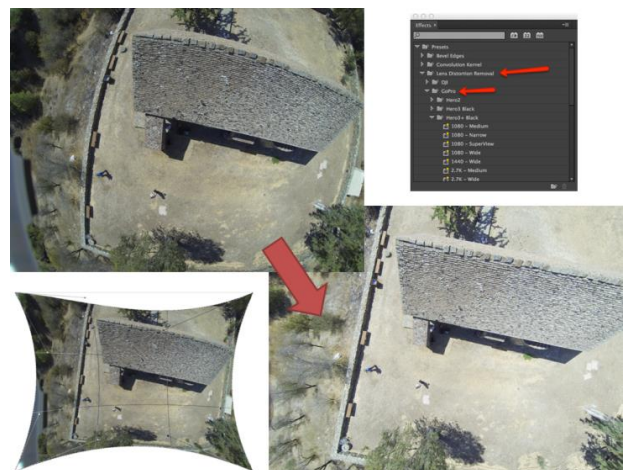 Effects ×
Presets
Bevel Edges
Convolution Kernel
Lens Distortion Removal
DJI
GoPro
Hero2
Hero3 Black
Hero3+ Black
1080 - Medium
1080 - Narrow
1080 - SuperView
1080 - Wide
1440 - Wide
2.7K - Medium
2.7K - Wide